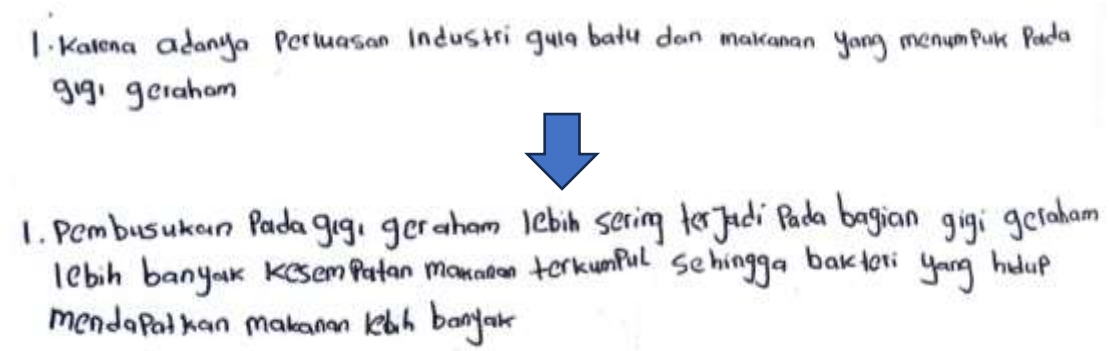 1. Karena adanya Perluasan Industri gula batu dan makanan yang menumpuk Pada
gigi geraham
1. Pembusukan Pada gigi geraham lebih sering terjadi Pada bagian gigi geraham
lebih banyak kesempatan makanan terkumpul sehingga bakteri yang hidup
mendapatkan makanan lebih banyak